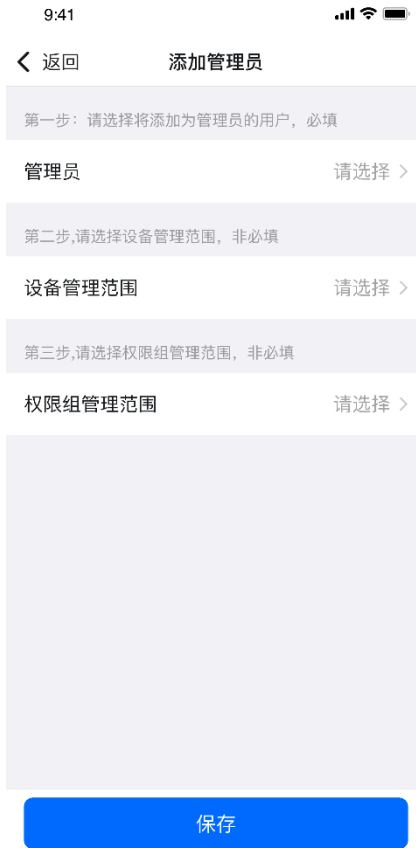 9:41
返回 添加管理员
第一步：请选择将添加为管理员的用户，必填
管理员 请选择
第二步,请选择设备管理范围，非必填
设备管理范围 请选择
第三步,请选择权限组管理范围，非必填
权限组管理范围 请选择
保存